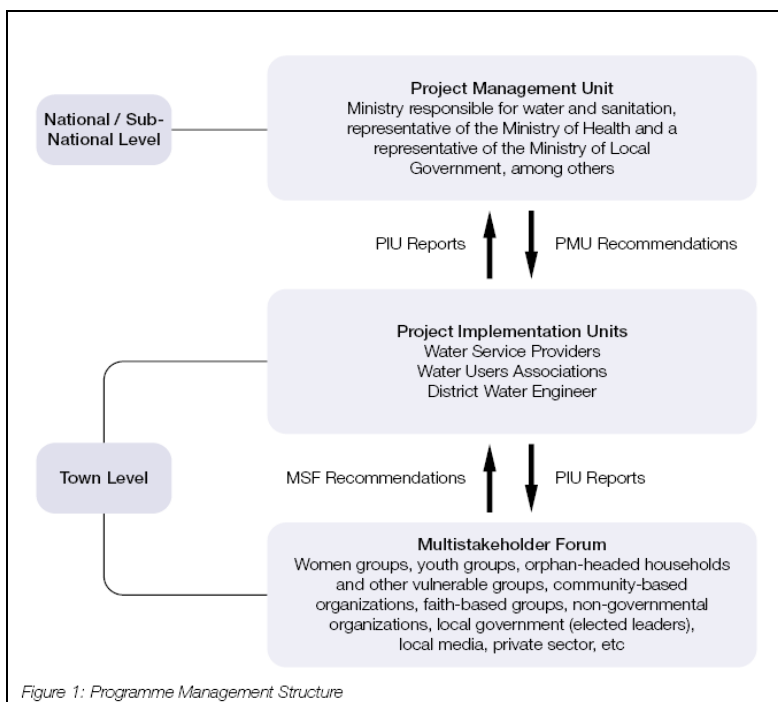 Project Management Unit
Ministry responsible for water and sanitation,
representative of the Ministry of Health and a
representative of the Ministry of Local
Government, among others
National / Sub-
National Level
PIU Reports
PMU Recommendations
Project Implementation Units
Water Service Providers
Water Users Associations
District Water Engineer
Town Level
MSF Recommendations
PIU Reports
Multistakeholder Forum
Women groups, youth groups, orphan-headed households
and other vulnerable groups, community-based
organizations, faith-based groups, non-governmental
organizations, local government (elected leaders),
local media, private sector, etc
Figure 1: Programme Management Structure